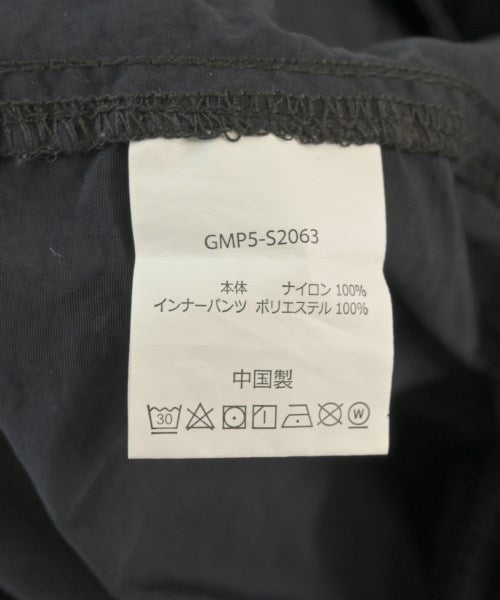 GMP5-S2063
本体 ナイロン 100%
インナーパンツ ポリエステル 100%
中国製
30 W